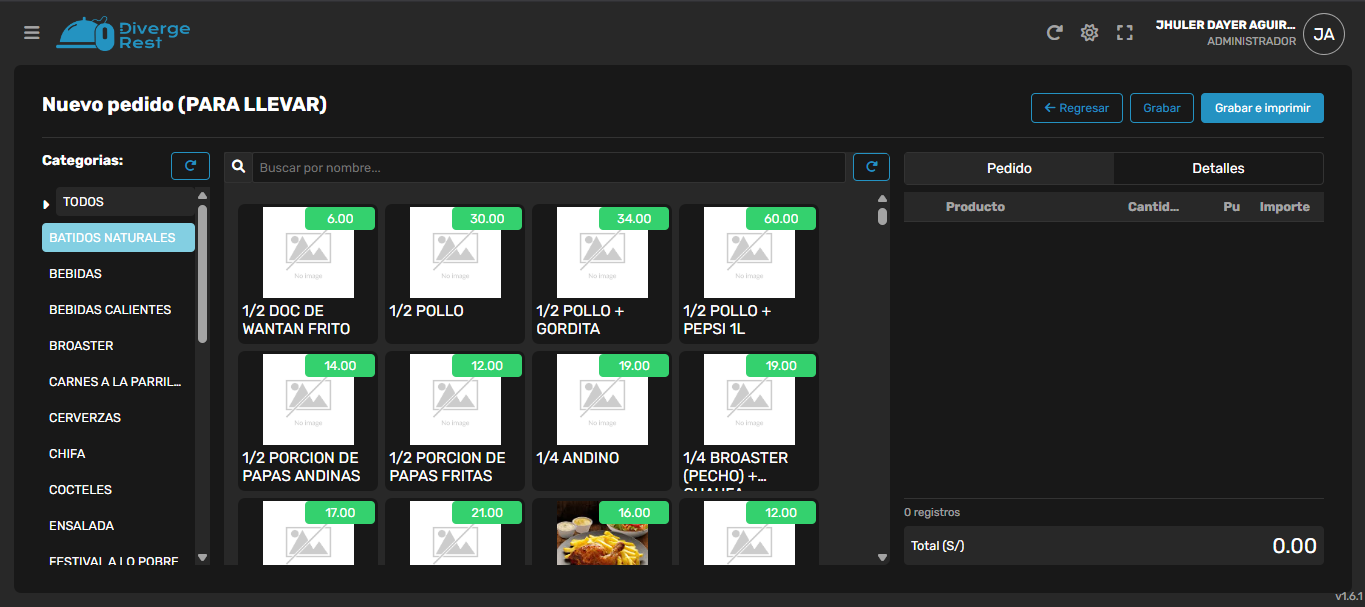 Diverge
Rest
JHULER DAYER AGUIR...
ADMINISTRADOR
JA
Nuevo pedido (PARA LLEVAR)
Regresar
Grabar
Grabar e imprimir
Categorias:
TODOS
BATIDOS NATURALES
BEBIDAS
BEBIDAS CALIENTES
BROASTER
CARNES A LA PARRIL...
CERVERZAS
CHIFA
COCTELES
ENSALADA
FESTIVAL A LO POBRE
Buscar por nombre...
6.00
No Image
1/2 DOC DE
WANTAN FRITO
30.00
No Image
1/2 POLLO
34.00
No Image
1/2 POLLO +
GORDITA
60.00
No Image
1/2 POLLO +
PEPSI 1L
14.00
No Image
1/2 PORCION DE
PAPAS ANDINAS
12.00
No Image
1/2 PORCION DE
PAPAS FRITAS
19.00
No Image
1/4 ANDINO
19.00
No Image
1/4 BROASTER
(PECHO) +...
17.00
21.00
16.00
12.00
Pedido
Detalles
Producto
Cantid...
Pu
Importe
0 registros
Total (S/)
0.00
v1.6.1